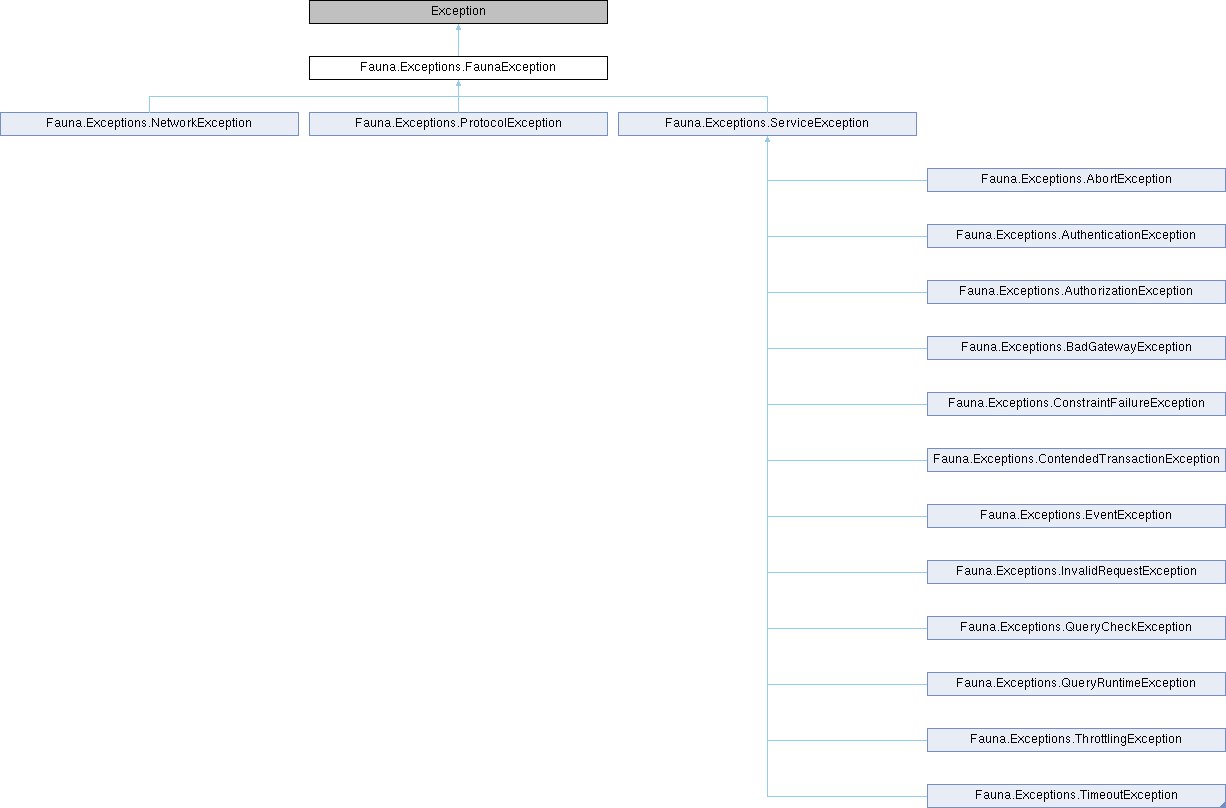 Exception
Fauna.Exceptions.FaunaException
Fauna.Exceptions.NetworkException
Fauna.Exceptions.ProtocolException
Fauna.Exceptions.ServiceException
Fauna.Exceptions.AbortException
Fauna.Exceptions.AuthenticationException
Fauna.Exceptions.AuthorizationException
Fauna.Exceptions.BadGatewayException
Fauna.Exceptions.ConstraintFailureException
Fauna.Exceptions.ContendedTransactionException
Fauna.Exceptions.EventException
Fauna.Exceptions.InvalidRequestException
Fauna.Exceptions.QueryCheckException
Fauna.Exceptions.QueryRuntimeException
Fauna.Exceptions.ThrottlingException
Fauna.Exceptions.TimeoutException